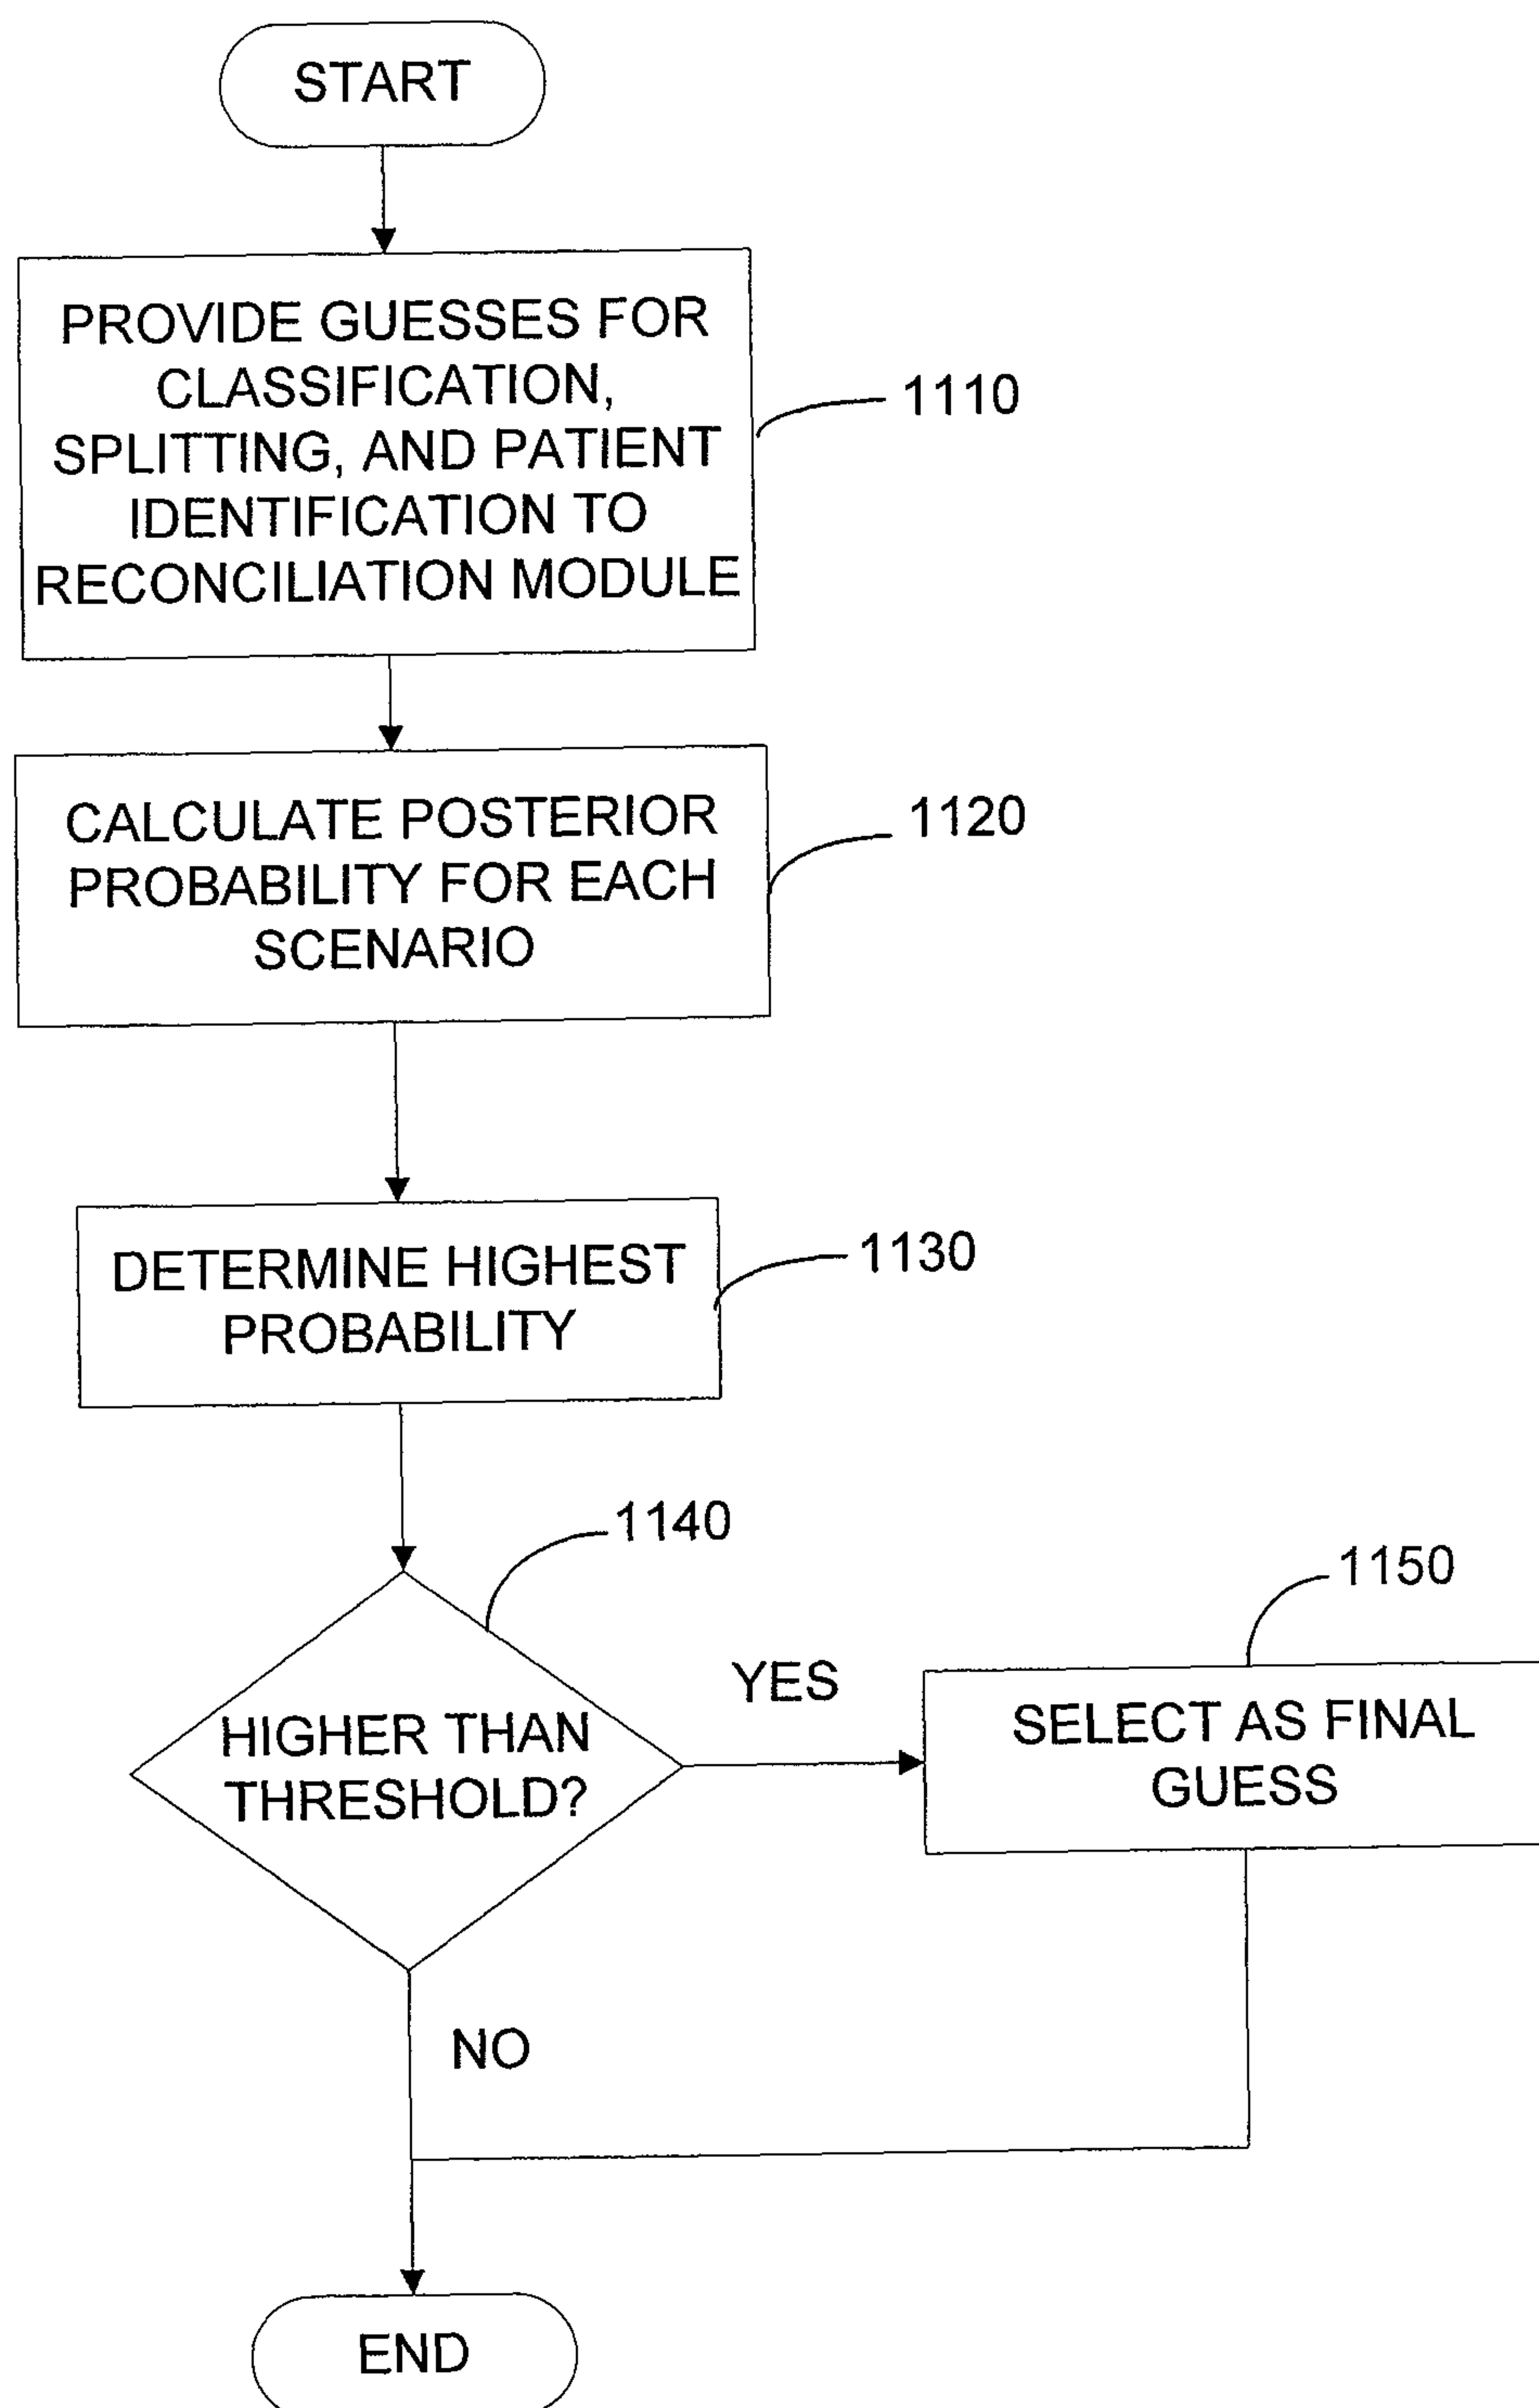 START
PROVIDE GUESSES FOR
CLASSIFICATION,
SPLITTING, AND PATIENT
IDENTIFICATION TO
RECONCILIATION MODULE
1110
CALCULATE POSTERIOR
PROBABILITY FOR EACH
SCENARIO
1120
DETERMINE HIGHEST
PROBABILITY
1130
HIGHER THAN
THRESHOLD?
1140
YES
SELECT AS FINAL
GUESS
1150
NO
END